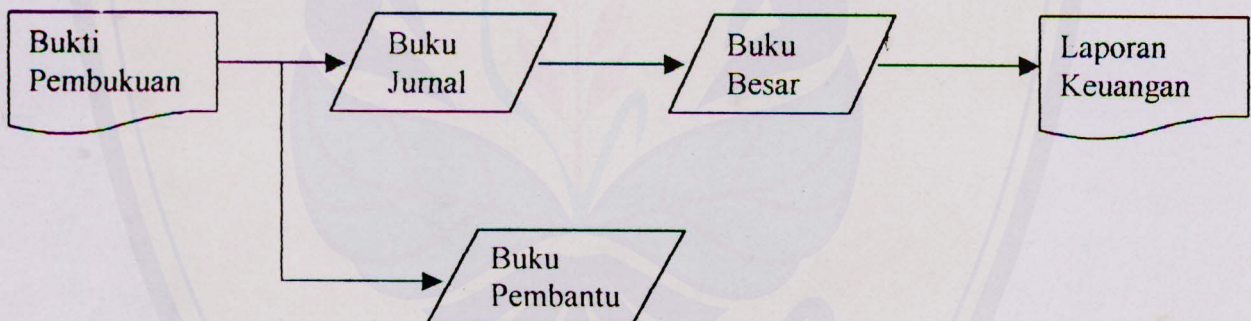 Bukti
Pembukuan
Buku
Jurnal
Buku
Besar
Laporan
Keuangan
Buku
Pembantu